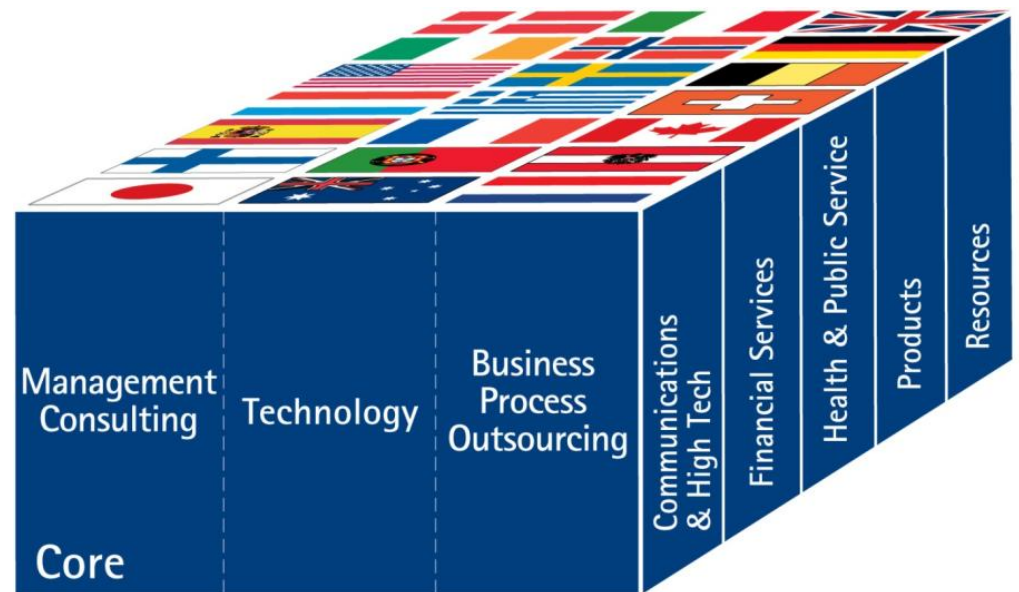 Management
Consulting
Technology
Business
Process
Outsourcing
Core
Communications
& High Tech
Financial Services
Health & Public Service
Products
Resources